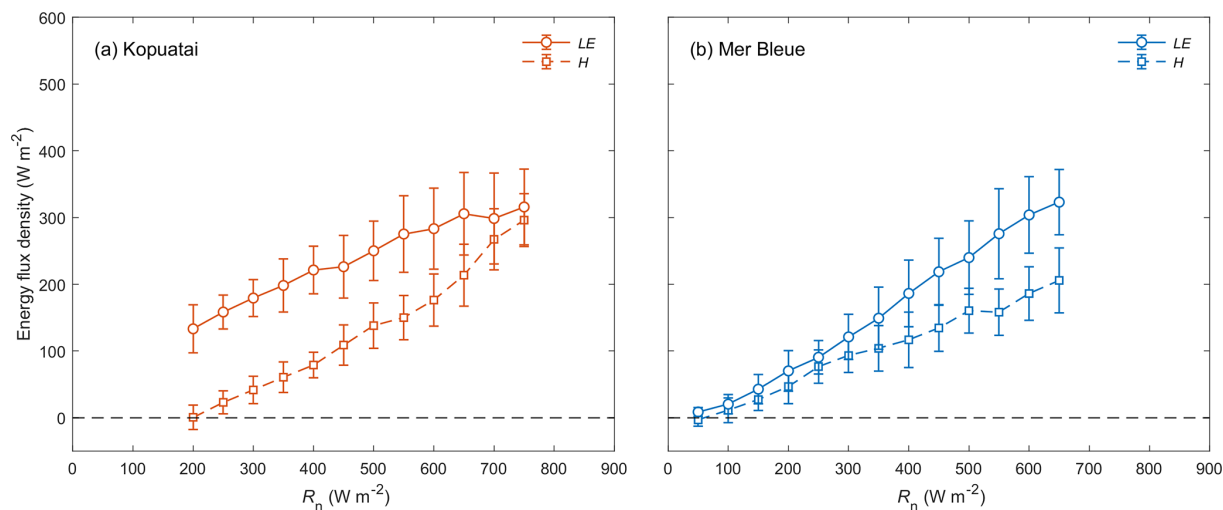 (a) Kopuatai
LE
H
600
500
400
300
200
100
0
Energy flux density (W m⁻²)
0 100 200 300 400 500 600 700 800 900
Rₙ (W m⁻²)
(b) Mer Bleue
LE
H
0 100 200 300 400 500 600 700 800 900
Rₙ (W m⁻²)